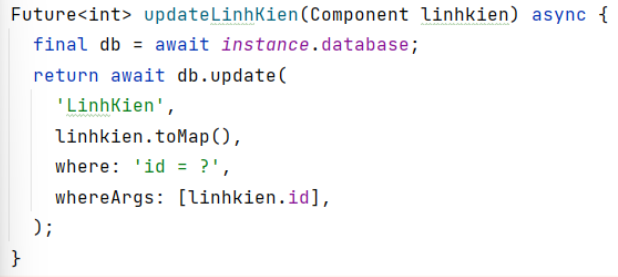 Future<int> updateLinhKien(Component linhkien) async {
  final db = await instance.database;
  return await db.update(
    'LinhKien',
    linhkien.toMap(),
    where: 'id = ?',
    whereArgs: [linhkien.id],
  );
}